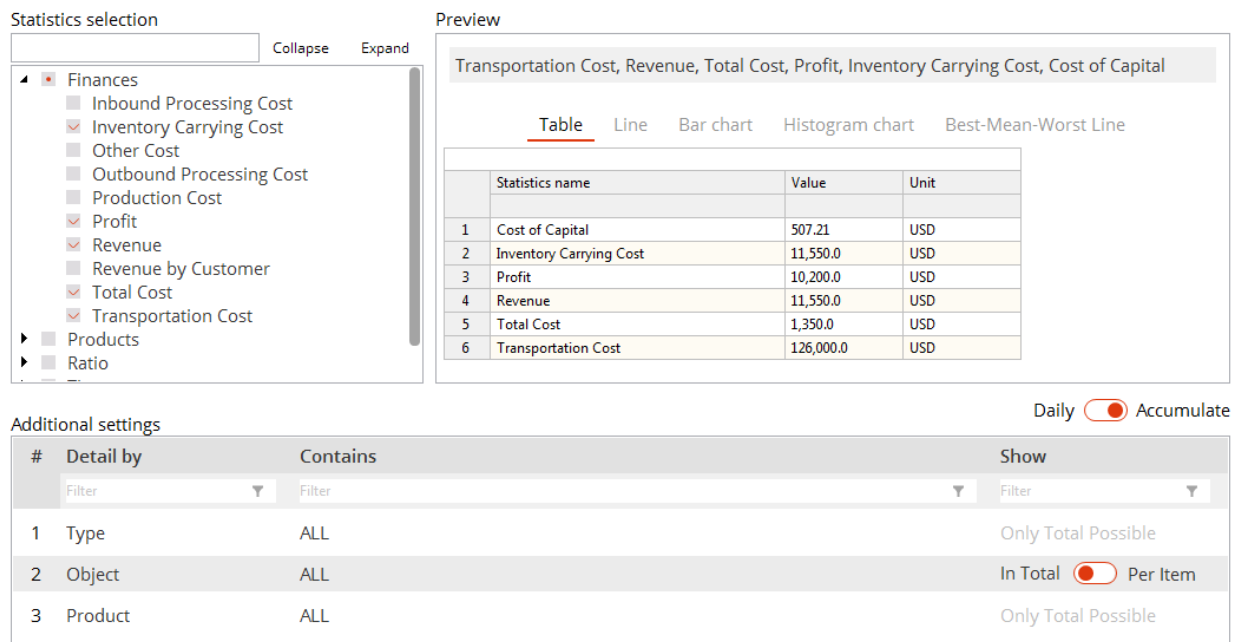 Statistics selection
Collapse Expand
Finances
Inbound Processing Cost
Inventory Carrying Cost
Other Cost
Outbound Processing Cost
Production Cost
Profit
Revenue
Revenue by Customer
Total Cost
Transportation Cost
Products
Ratio
Preview
Transportation Cost, Revenue, Total Cost, Profit, Inventory Carrying Cost, Cost of Capital
Table Line Bar chart Histogram chart Best-Mean-Worst Line
Statistics name Value Unit
1 Cost of Capital 507.21 USD
2 Inventory Carrying Cost 11,550.0 USD
3 Profit 10,200.0 USD
4 Revenue 11,550.0 USD
5 Total Cost 1,350.0 USD
6 Transportation Cost 126,000.0 USD
Daily Accumulate
Additional settings
# Detail by Contains Show
Filter Filter Filter
1 Type ALL Only Total Possible
2 Object ALL In Total Per Item
3 Product ALL Only Total Possible